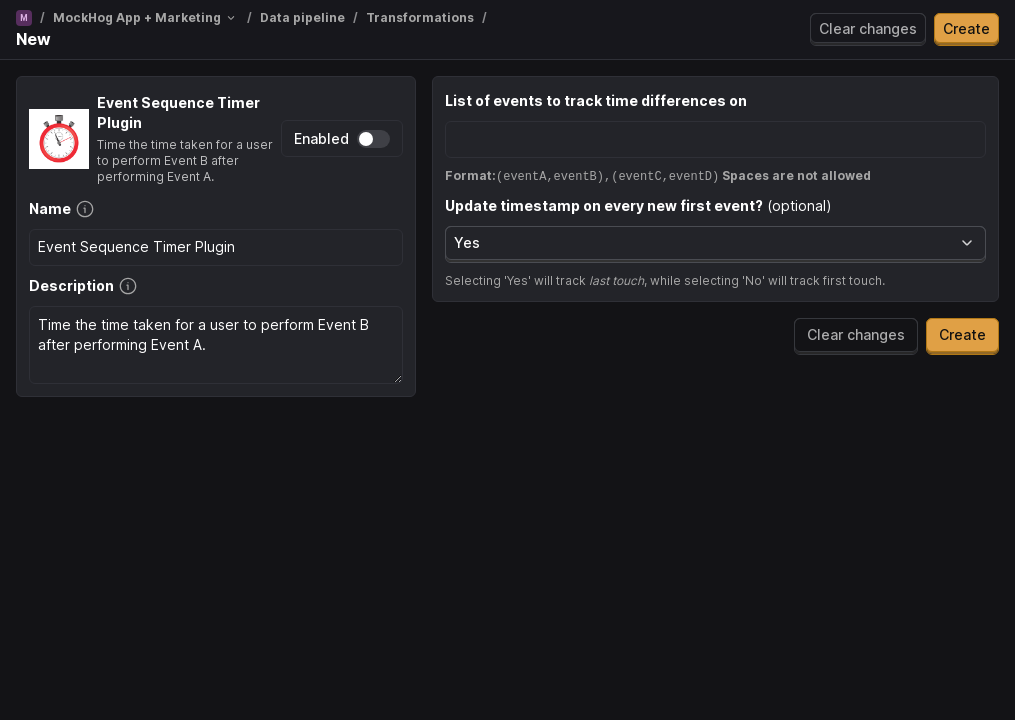 M / MockHog App + Marketing / Data pipeline / Transformations /
New
Clear changes
Create
Event Sequence Timer
Plugin
Time the time taken for a user
to perform Event B after
performing Event A.
Enabled
Name
Event Sequence Timer Plugin
Description
Time the time taken for a user to perform Event B
after performing Event A.
List of events to track time differences on
Format:(eventA,eventB),(eventC,eventD) Spaces are not allowed
Update timestamp on every new first event? (optional)
Yes
Selecting 'Yes' will track last touch, while selecting 'No' will track first touch.
Clear changes
Create